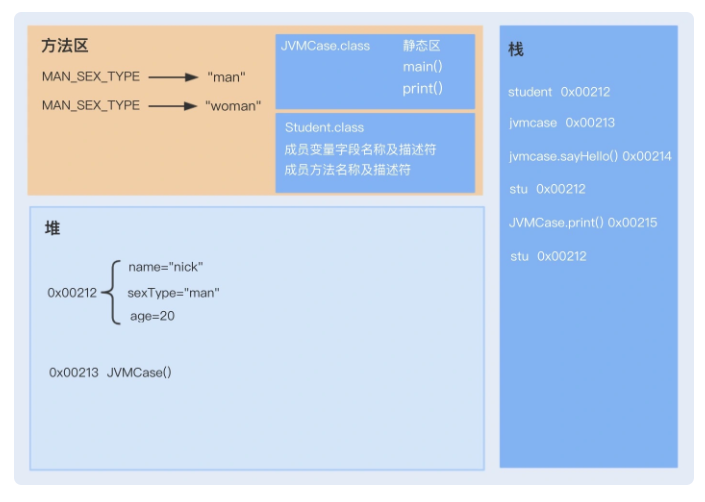 方法区
MAN_SEX_TYPE "man"
MAN_SEX_TYPE "woman"
JVMCase.class 静态区
main()
print()
Student.class
成员变量字段名称及描述符
成员方法名称及描述符
堆
name="nick"
0x00212 sexType="man"
age=20
0x00213 JVMCase()
栈
student 0x00212
jvmcase 0x00213
jvmcase.sayHello() 0x00214
stu 0x00212
JVMCase.print() 0x00215
stu 0x00212